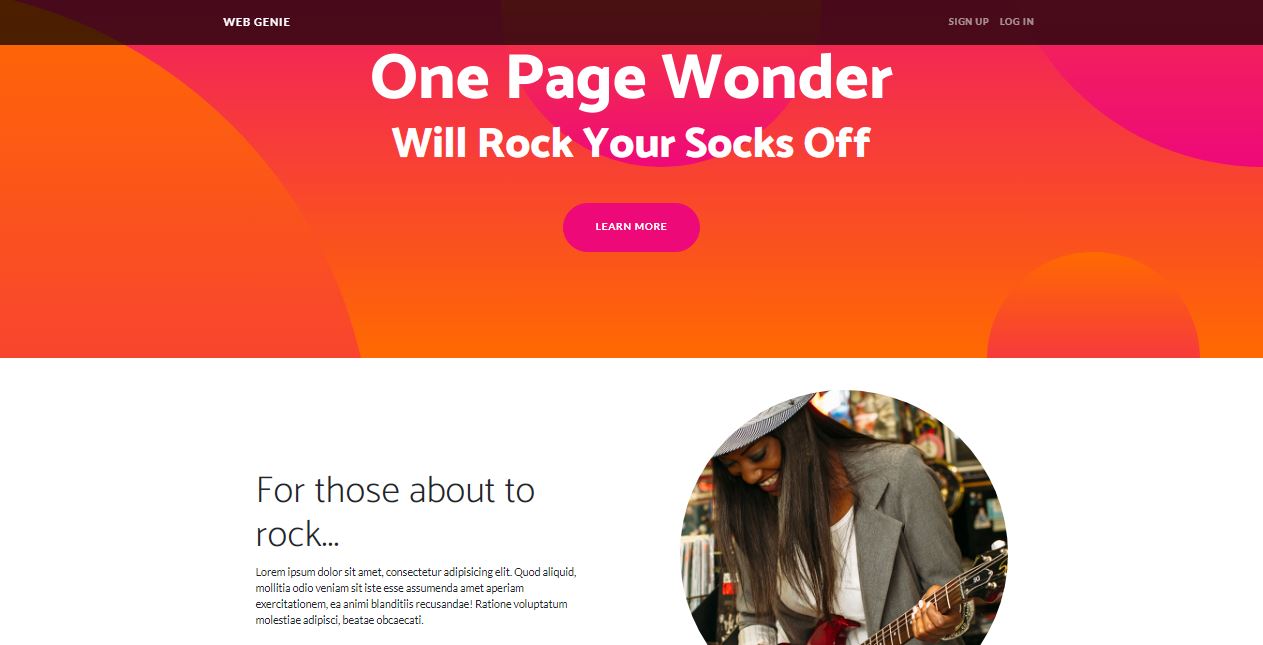 WEB GENIE
SIGN UP LOG IN
One Page Wonder
Will Rock Your Socks Off
LEARN MORE
For those about to
rock...
Lorem ipsum dolor sit amet, consectetur adipisicing elit. Quod aliquid,
mollitia odio veniam sit iste esse assumenda amet aperiam
exercitationem, ea animi blanditiis recusandae! Ratione voluptatum
molestiae adipisci, beatae obcaecati.